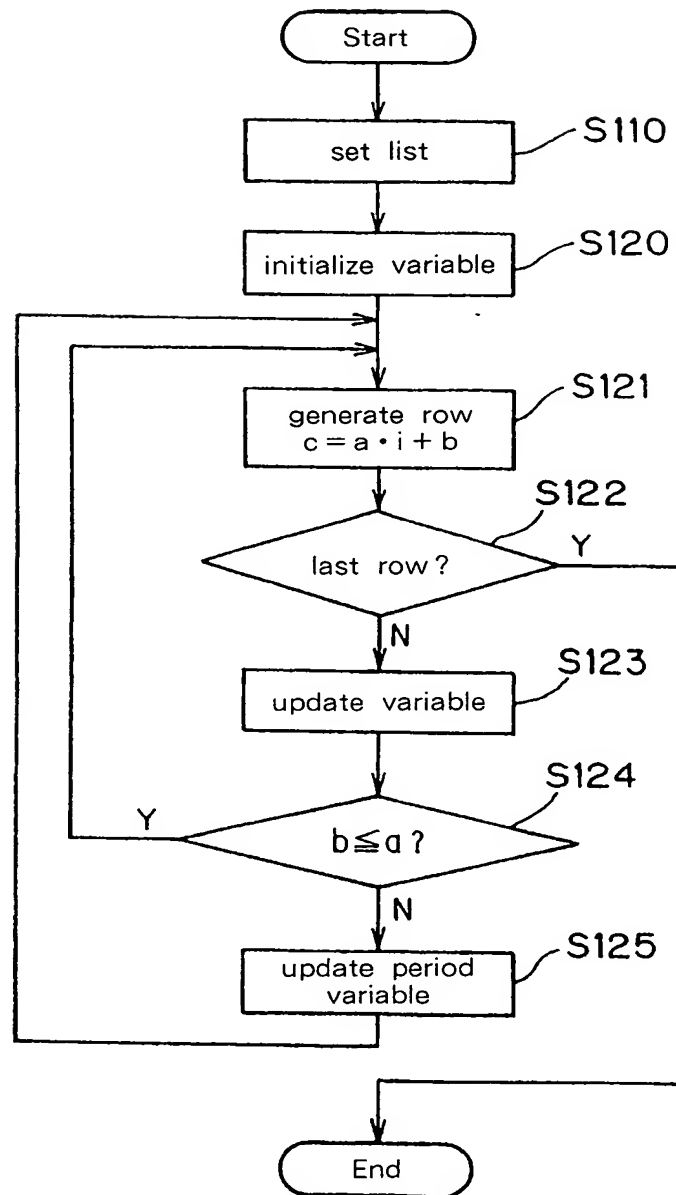 Start
set list
S110
initialize variable
S120
generate row
c = a · i + b
S121
last row ?
S122
Y
N
update variable
S123
b ≦ a ?
S124
Y
N
update period
variable
S125
End